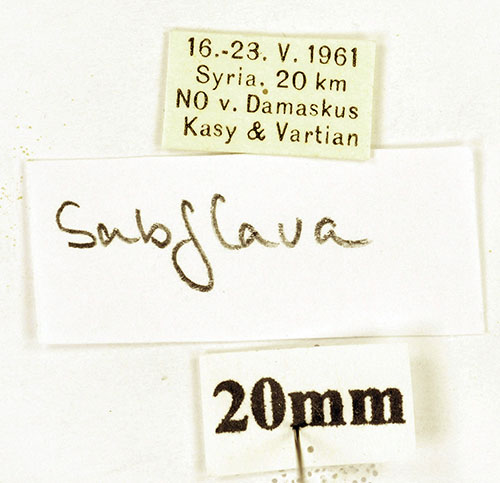 16.-23. V. 1961
Syria. 20 km
NO v. Damaskus
Kasy & Vartian
Subflava
20mm